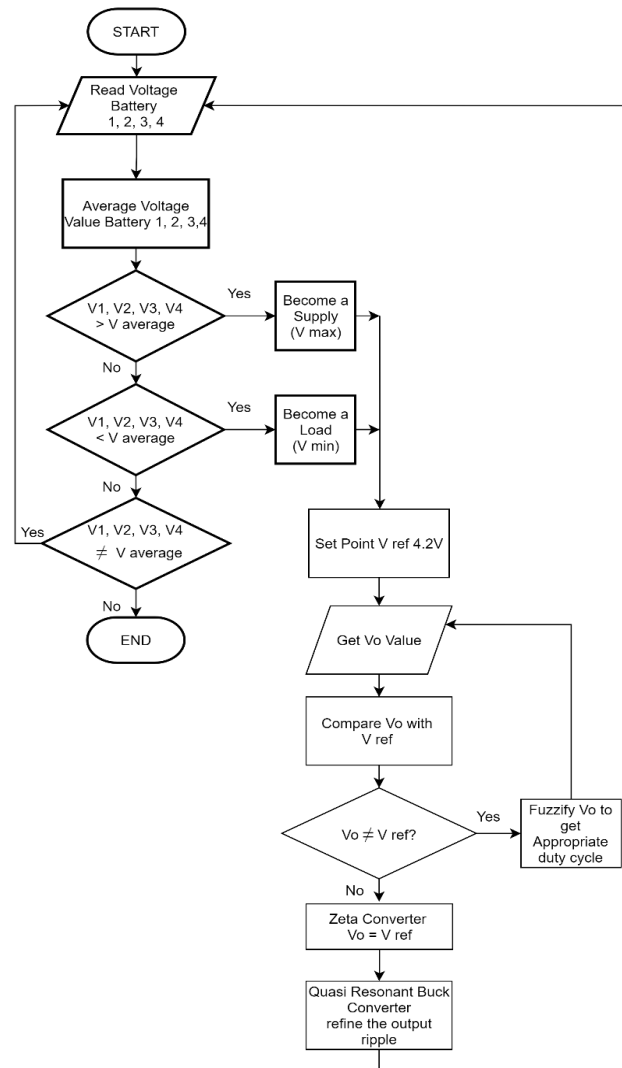 START
Read Voltage
Battery
1, 2, 3, 4
Average Voltage
Value Battery 1, 2, 3,4
V1, V2, V3, V4
> V average
Yes
Become a
Supply
(V max)
No
V1, V2, V3, V4
< V average
Yes
Become a
Load
(V min)
No
V1, V2, V3, V4
≠ V average
Yes
No
END
Set Point V ref 4.2V
Get Vo Value
Compare Vo with
V ref
Vo ≠ V ref?
Yes
Fuzzify Vo to
get
Appropriate
duty cycle
No
Zeta Converter
Vo = V ref
Quasi Resonant Buck
Converter
refine the output
ripple